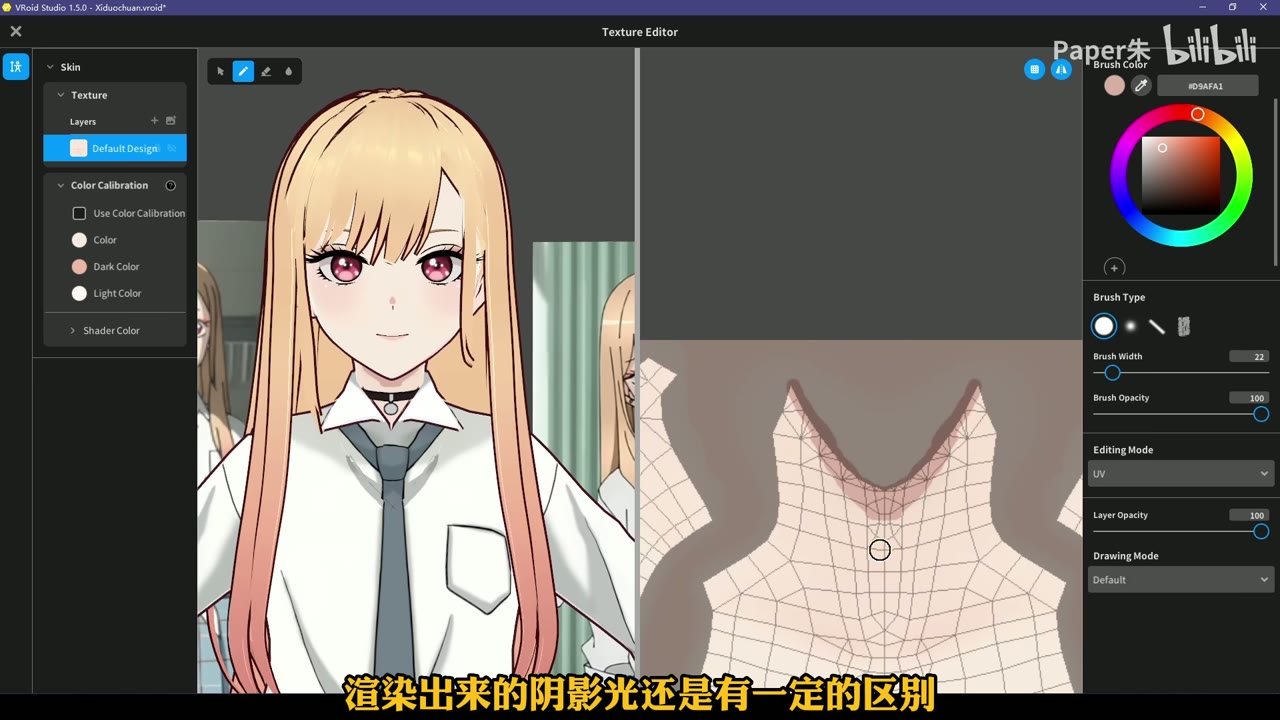 VRoid Studio 1.5.0 - Xiduochuan.vroid*
Texture Editor
Paper朱 bilibili
Skin
Texture
Layers
Default Design
Color Calibration
Use Color Calibration
Color
Dark Color
Light Color
Shader Color
Brush Color
#D9AFA1
Brush Type
Brush Width
22
Brush Opacity
100
Editing Mode
UV
Layer Opacity
100
Drawing Mode
Default
渲染出来的阴影光还是有一定的区别